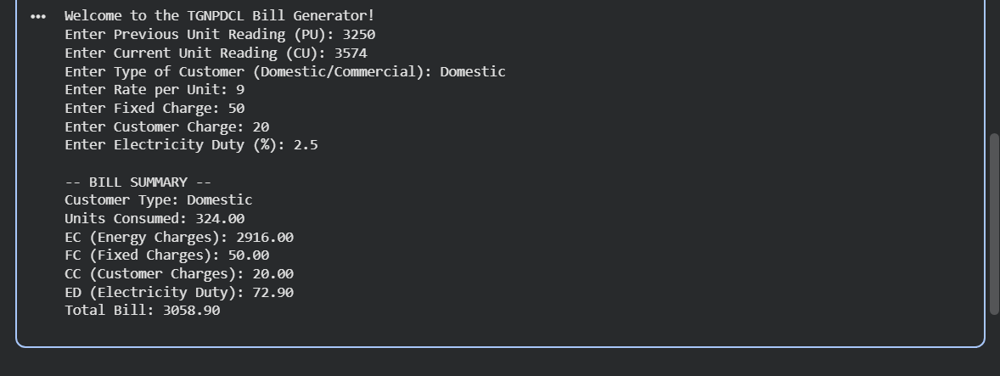 Welcome to the TGNPDCL Bill Generator!
Enter Previous Unit Reading (PU): 3250
Enter Current Unit Reading (CU): 3574
Enter Type of Customer (Domestic/Commercial): Domestic
Enter Rate per Unit: 9
Enter Fixed Charge: 50
Enter Customer Charge: 20
Enter Electricity Duty (%): 2.5
-- BILL SUMMARY --
Customer Type: Domestic
Units Consumed: 324.00
EC (Energy Charges): 2916.00
FC (Fixed Charges): 50.00
CC (Customer Charges): 20.00
ED (Electricity Duty): 72.90
Total Bill: 3058.90